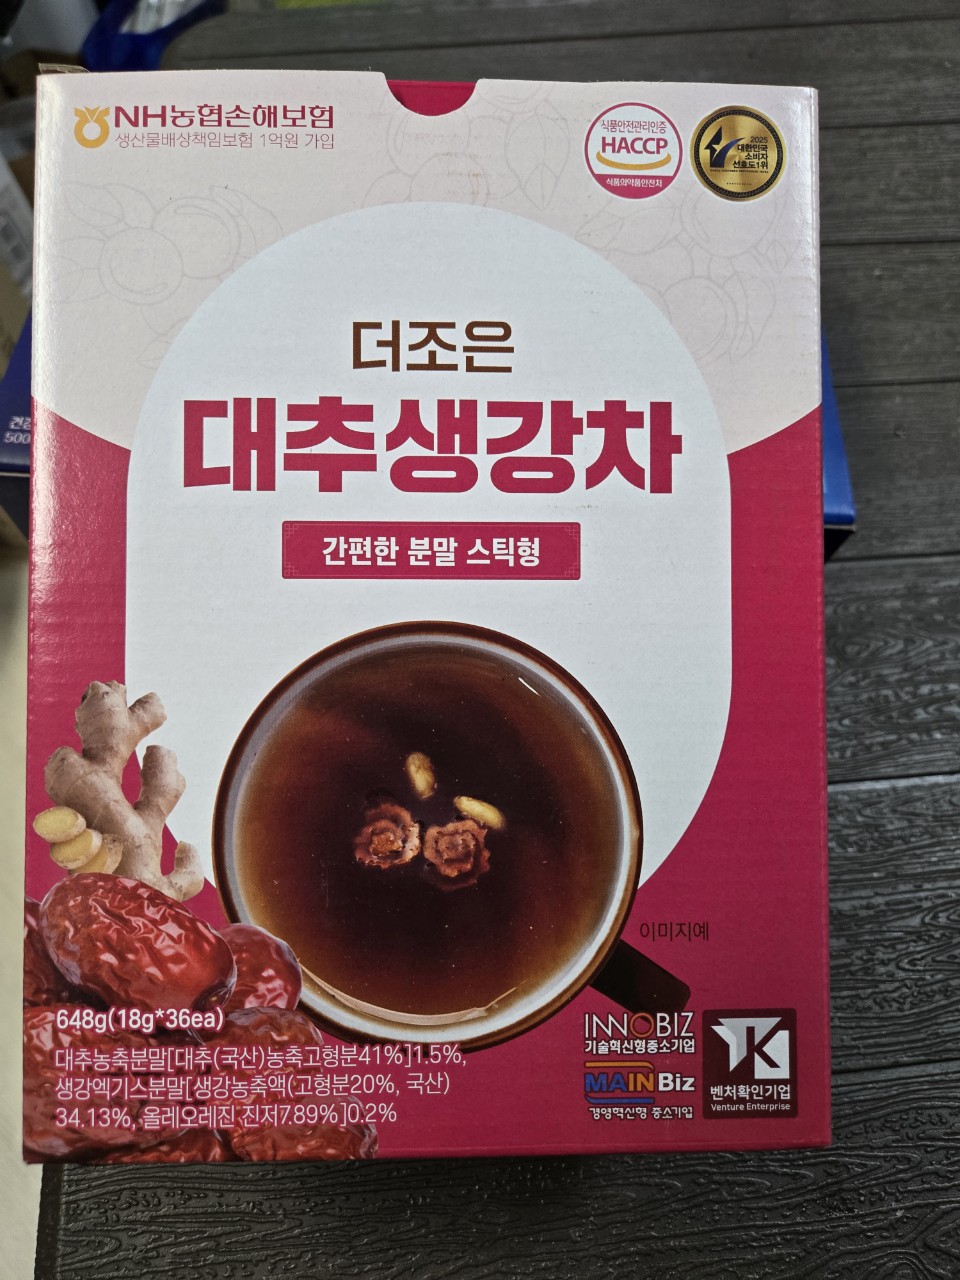 NH농협손해보험
생산물배상책임보험 1억원 가입
식품안전관리인증
HACCP
식품의약품안전처
2025
대한민국
소비자
선호도1위
더조은
대추생강차
간편한 분말 스틱형
이미지예
648g(18g*36ea)
대추농축분말[대추(국산)농축고형분41%]1.5%,
생강엑기스분말[생강농축액(고형분20%, 국산)
34.13%, 올레오레진 진저7.89%]0.2%
INNOBIZ
기술혁신형중소기업
MAINBiz
경영혁신형 중소기업
벤처확인기업
Venture Enterprise
건강
500